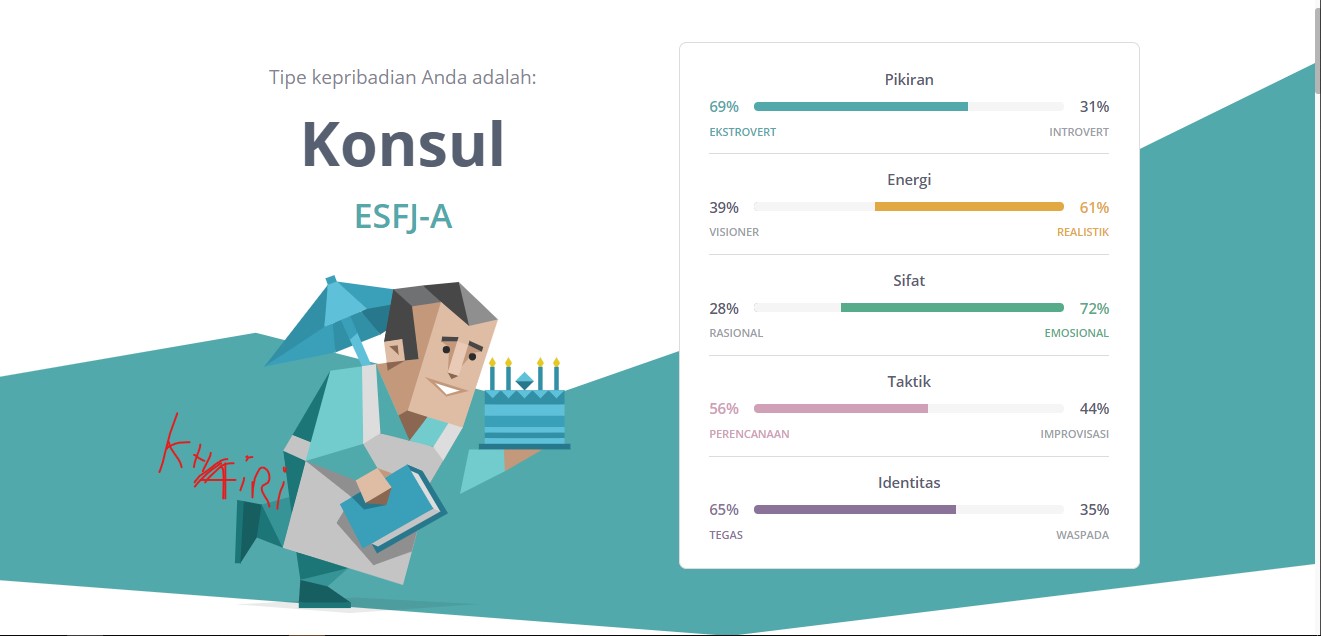 Tipe kepribadian Anda adalah:
Konsul
ESFJ-A
Pikiran
69% 31%
EKSTROVERT INTROVERT
Energi
39% 61%
VISIONER REALISTIK
Sifat
28% 72%
RASIONAL EMOSIONAL
Taktik
56% 44%
PERENCANAAN IMPROVISASI
Identitas
65% 35%
TEGAS WASPADA